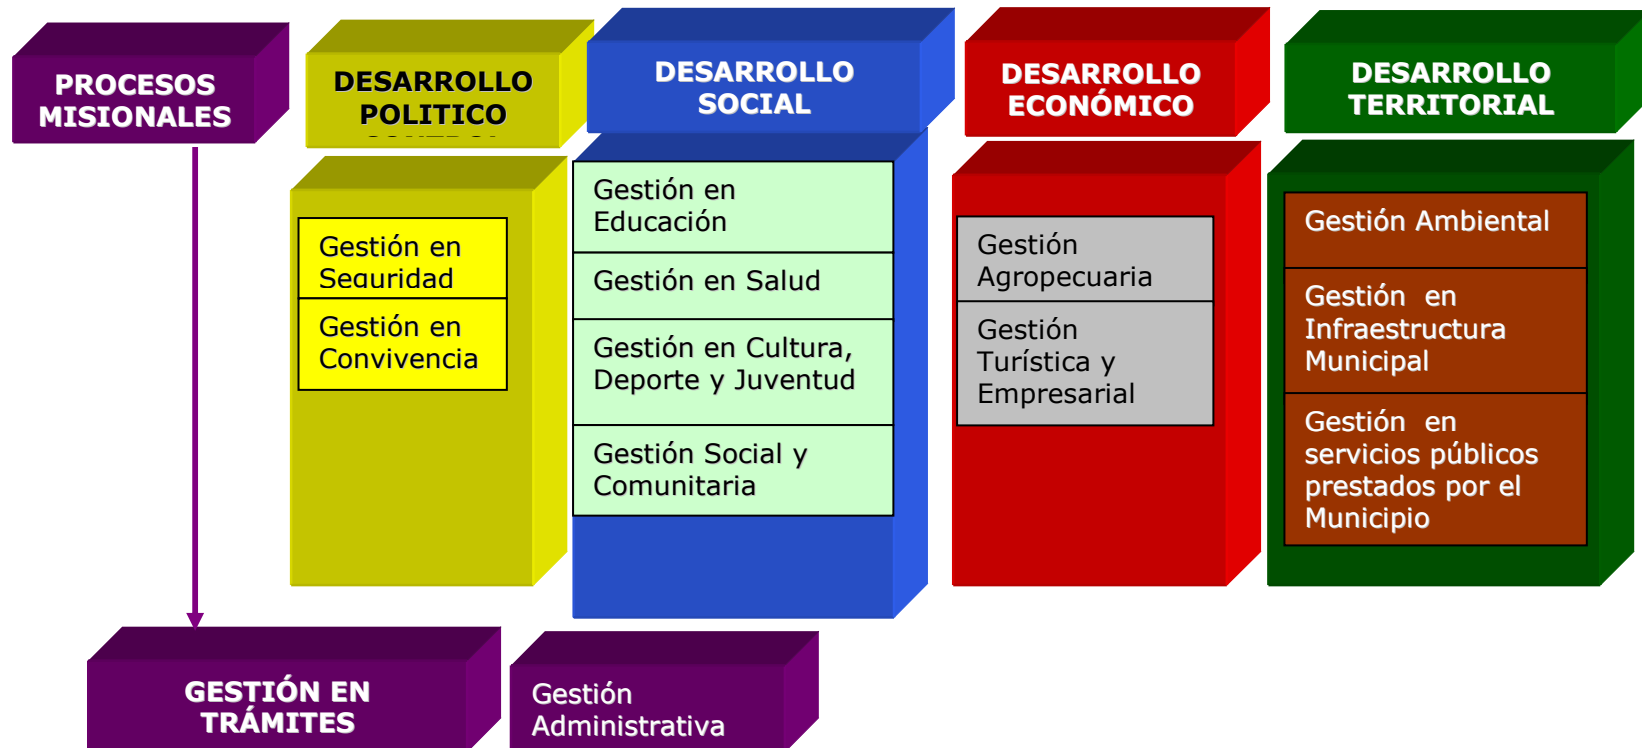 PROCESOS
MISIONALES
DESARROLLO
POLITICO
DESARROLLO
SOCIAL
DESARROLLO
ECONÓMICO
DESARROLLO
TERRITORIAL
Gestión en
Seguridad
Gestión en
Convivencia
Gestión en
Educación
Gestión en Salud
Gestión en Cultura,
Deporte y Juventud
Gestión Social y
Comunitaria
Gestión
Agropecuaria
Gestión
Turística y
Empresarial
Gestión Ambiental
Gestión en
Infraestructura
Municipal
Gestión en
servicios públicos
prestados por el
Municipio
GESTIÓN EN
TRÁMITES
Gestión
Administrativa